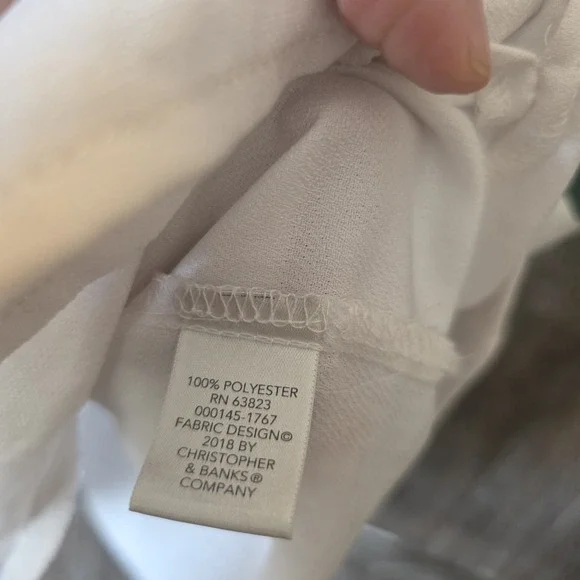 100% POLYESTER
RN 63823
000145-1767
FABRIC DESIGN©
2018 BY
CHRISTOPHER
& BANKS®
COMPANY